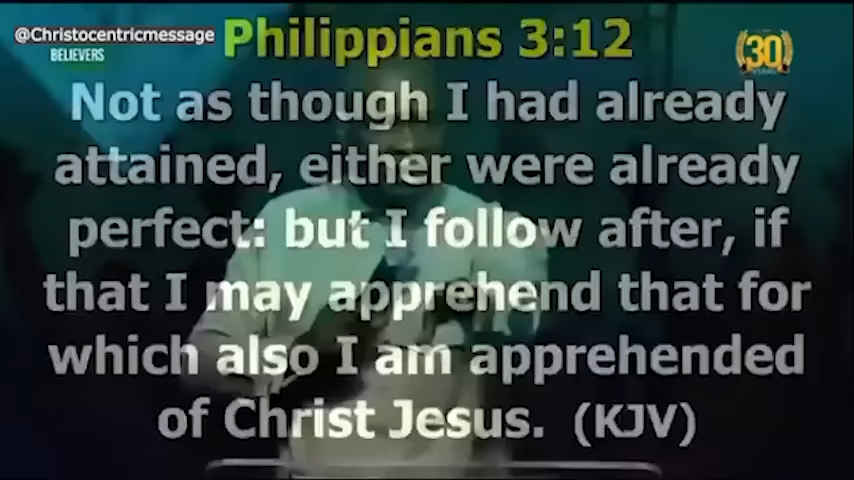 @Christocentricmessage
BELIEVERS
Philippians 3:12
30
YEARS
Not as though I had already
attained, either were already
perfect: but I follow after, if
that I may apprehend that for
which also I am apprehended
of Christ Jesus. (KJV)